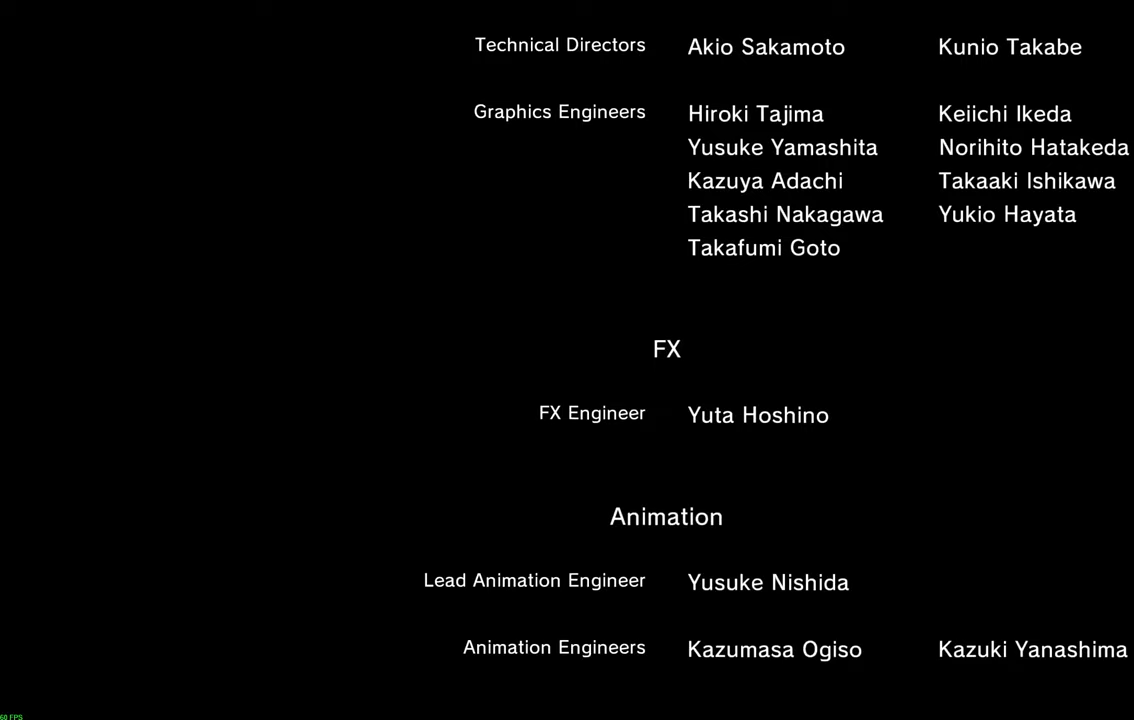 Technical Directors Akio Sakamoto Kunio Takabe
Graphics Engineers Hiroki Tajima Keiichi Ikeda
Yusuke Yamashita Norihito Hatakeda
Kazuya Adachi Takaaki Ishikawa
Takashi Nakagawa Yukio Hayata
Takafumi Goto
FX
FX Engineer Yuta Hoshino
Animation
Lead Animation Engineer Yusuke Nishida
Animation Engineers Kazumasa Ogiso Kazuki Yanashima
60 FPS